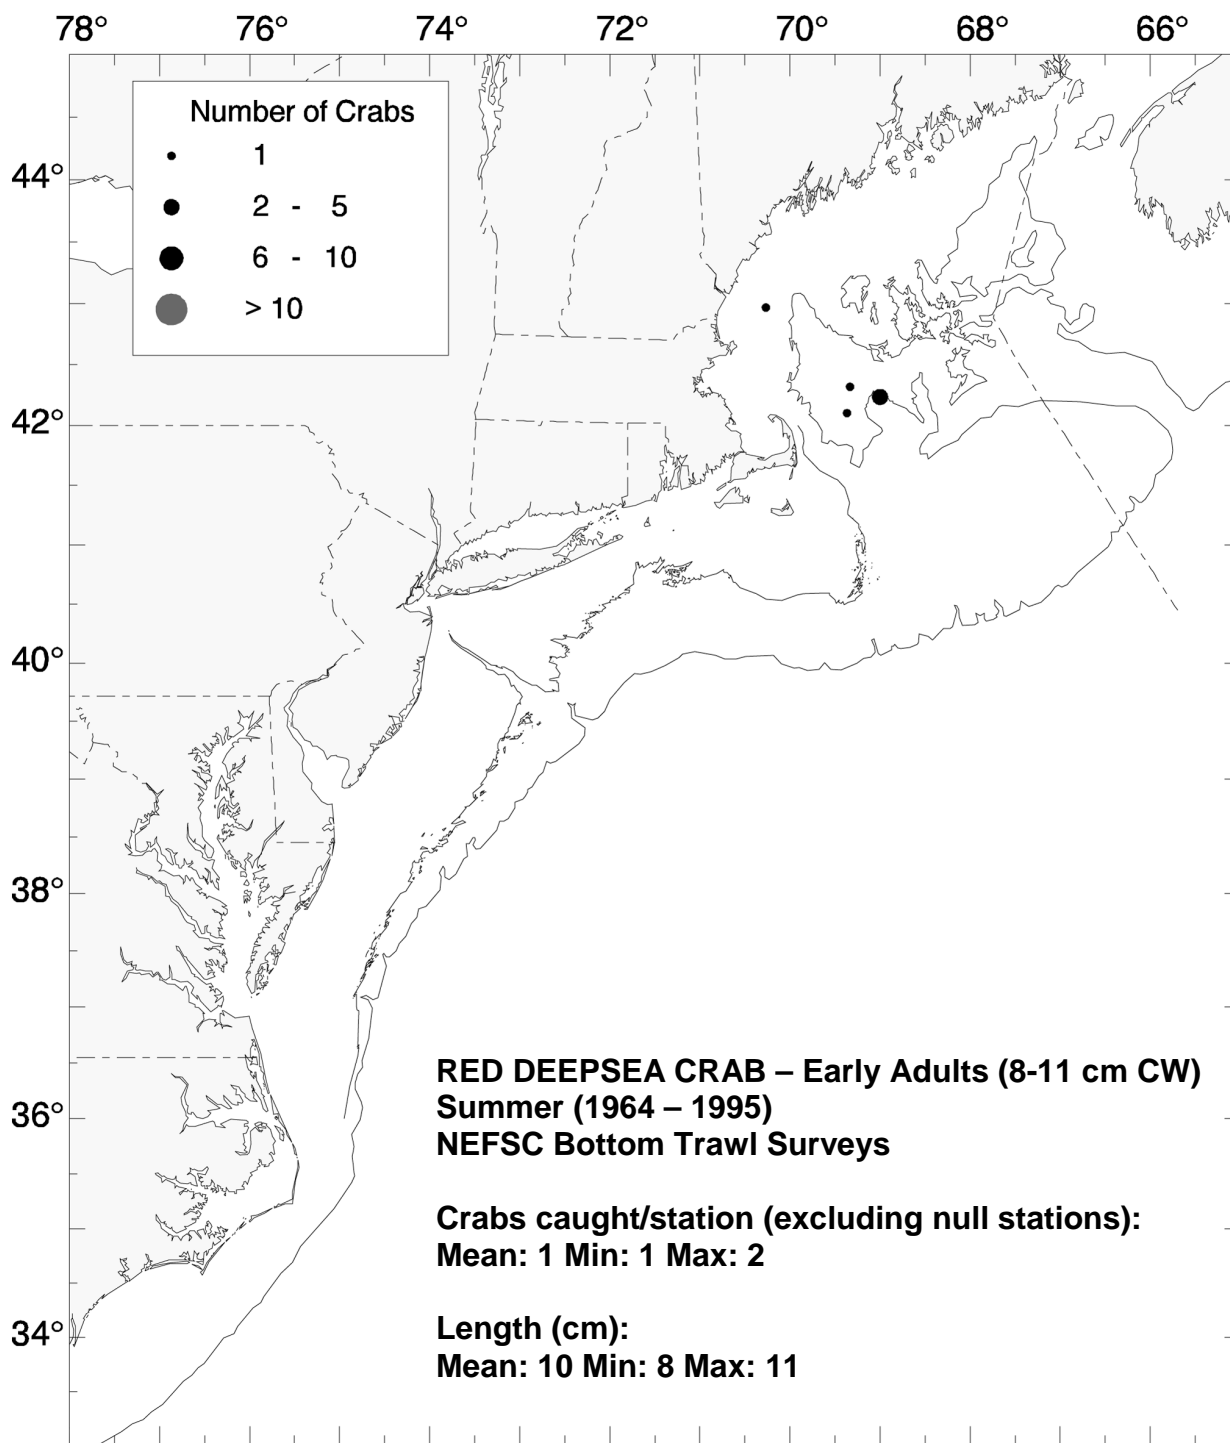 78° 76° 74° 72° 70° 68° 66°
Number of Crabs
1
2 - 5
6 - 10
> 10
44°
42°
40°
38°
36°
34°
RED DEEPSEA CRAB – Early Adults (8-11 cm CW)
Summer (1964 – 1995)
NEFSC Bottom Trawl Surveys
Crabs caught/station (excluding null stations):
Mean: 1 Min: 1 Max: 2
Length (cm):
Mean: 10 Min: 8 Max: 11